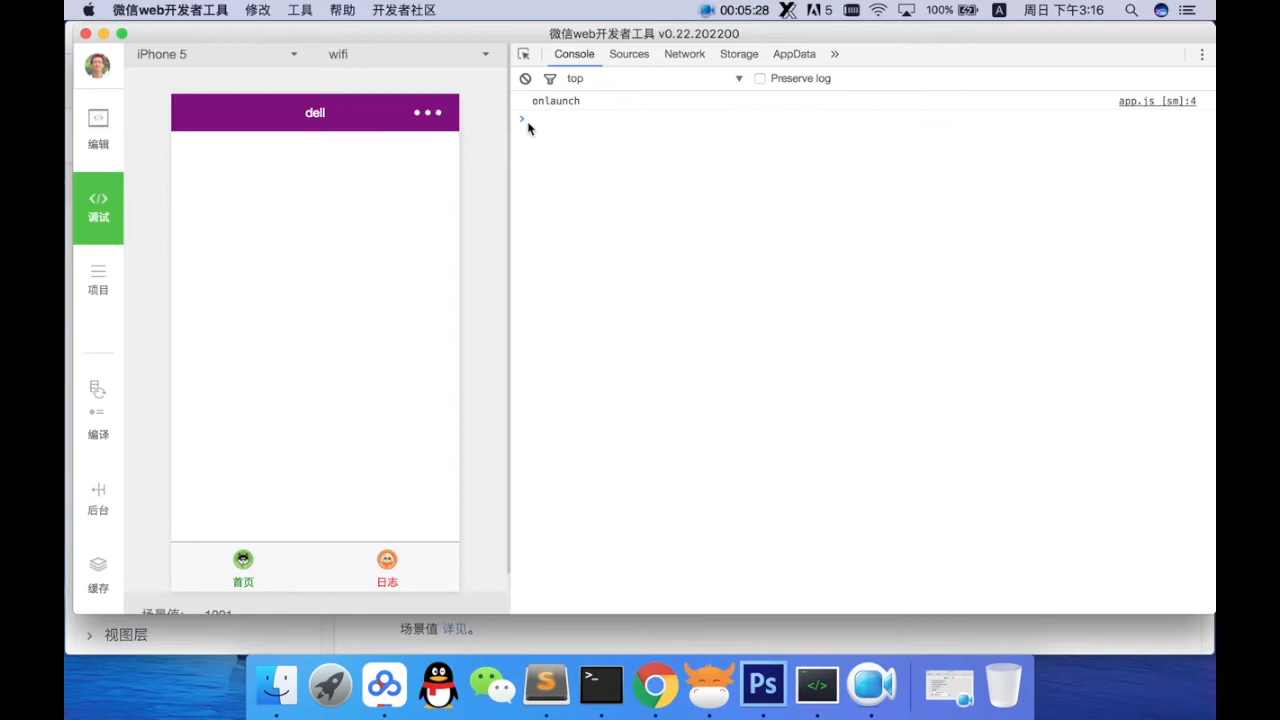 微信web开发者工具 修改 工具 帮助 开发者社区 00:05:28 5 100% A 周日 下午3:16
微信web开发者工具 v0.22.202200
iPhone 5 wifi
Console Sources Network Storage AppData »
top Preserve log
onlaunch app.js [sm]:4
dell
编辑
调试
项目
编译
后台
缓存
首页 日志
视图层
场景值 详见。
S
>_
Ps
</>